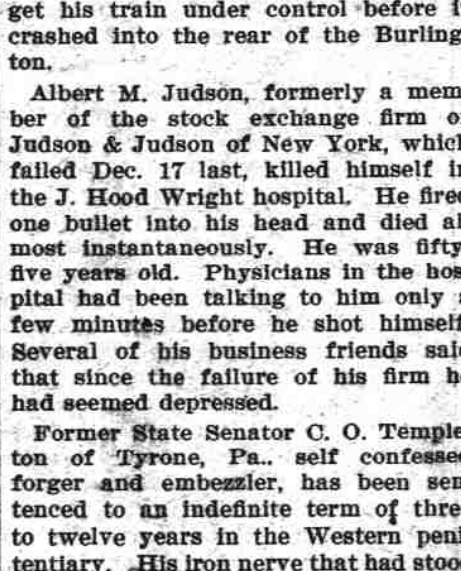 get his train under control before i
crashed into the rear of the Burling
ton.
Albert M. Judson, formerly a mem
ber of the stock exchange firm o
Judson & Judson of New York, which
failed Dec. 17 last, killed himself in
the J. Hood Wright hospital. He fired
one bullet into his head and died al
most instantaneously. He was fifty
five years old. Physicians in the hos
pital had been talking to him only a
few minutes before he shot himself
Several of his business friends said
that since the failure of his firm he
had seemed depressed.
Former State Senator C. O. Temple
ton of Tyrone, Pa.. self confessed
forger and embezzler, has been sen
tenced to an indefinite term of thre
to twelve years in the Western peni
tentiary. His iron nerve that had stoo